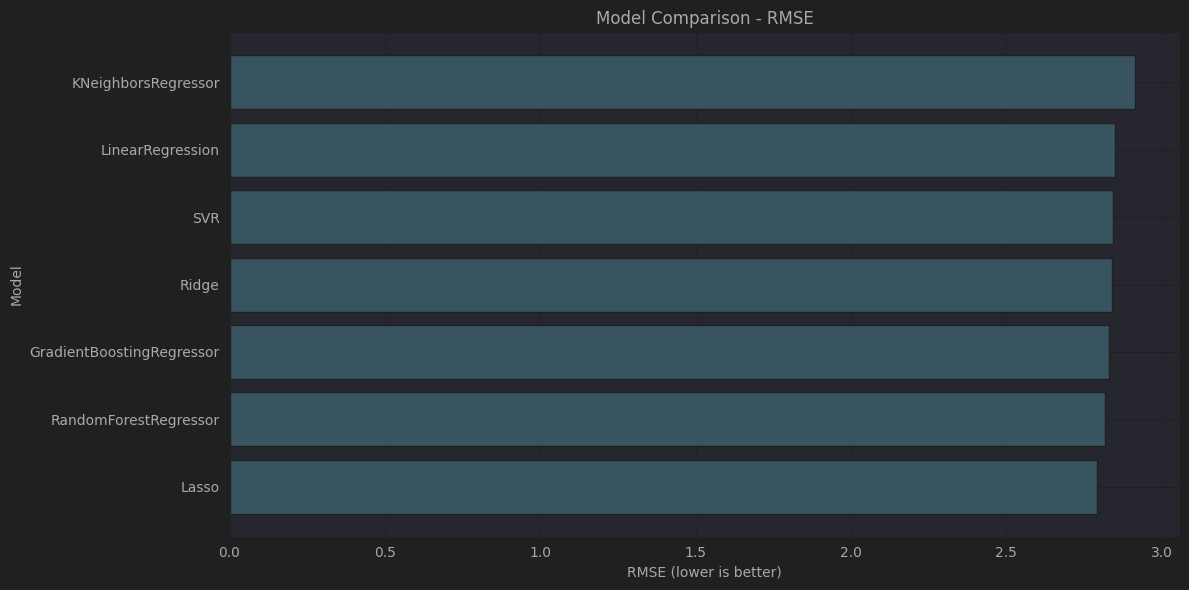 Model Comparison - RMSE
KNeighborsRegressor
LinearRegression
SVR
Ridge
GradientBoostingRegressor
RandomForestRegressor
Lasso
Model
0.0 0.5 1.0 1.5 2.0 2.5 3.0
RMSE (lower is better)